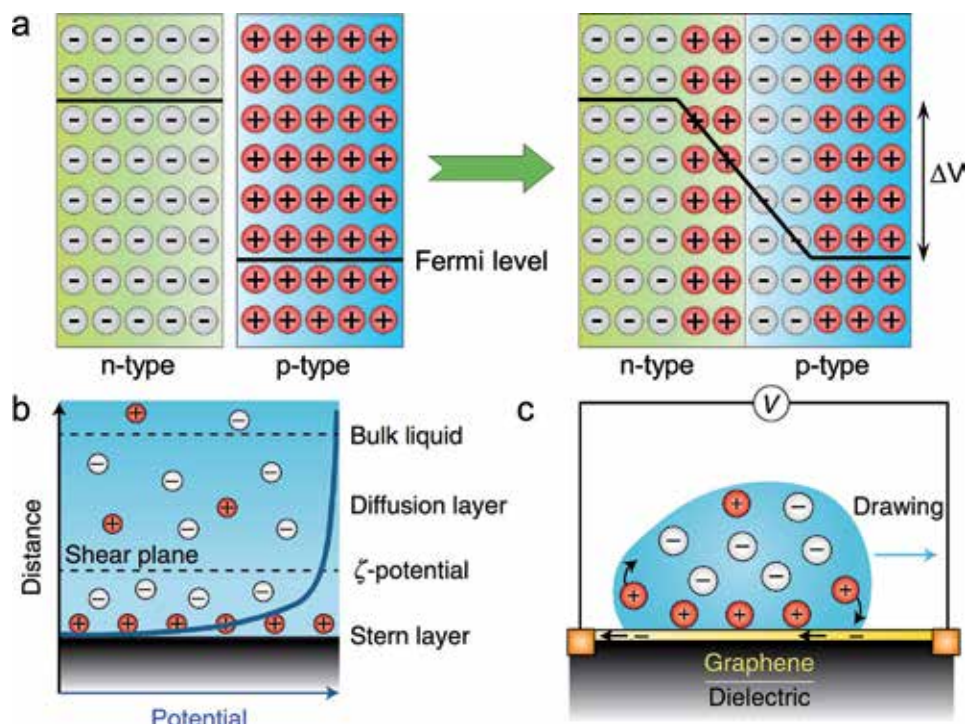 a
ΔV
Fermi level
n-type
p-type
n-type
p-type
b
c
V
Bulk liquid
Diffusion layer
Drawing
Shear plane
ζ-potential
Stern layer
Distance
Graphene
Dielectric
Potential